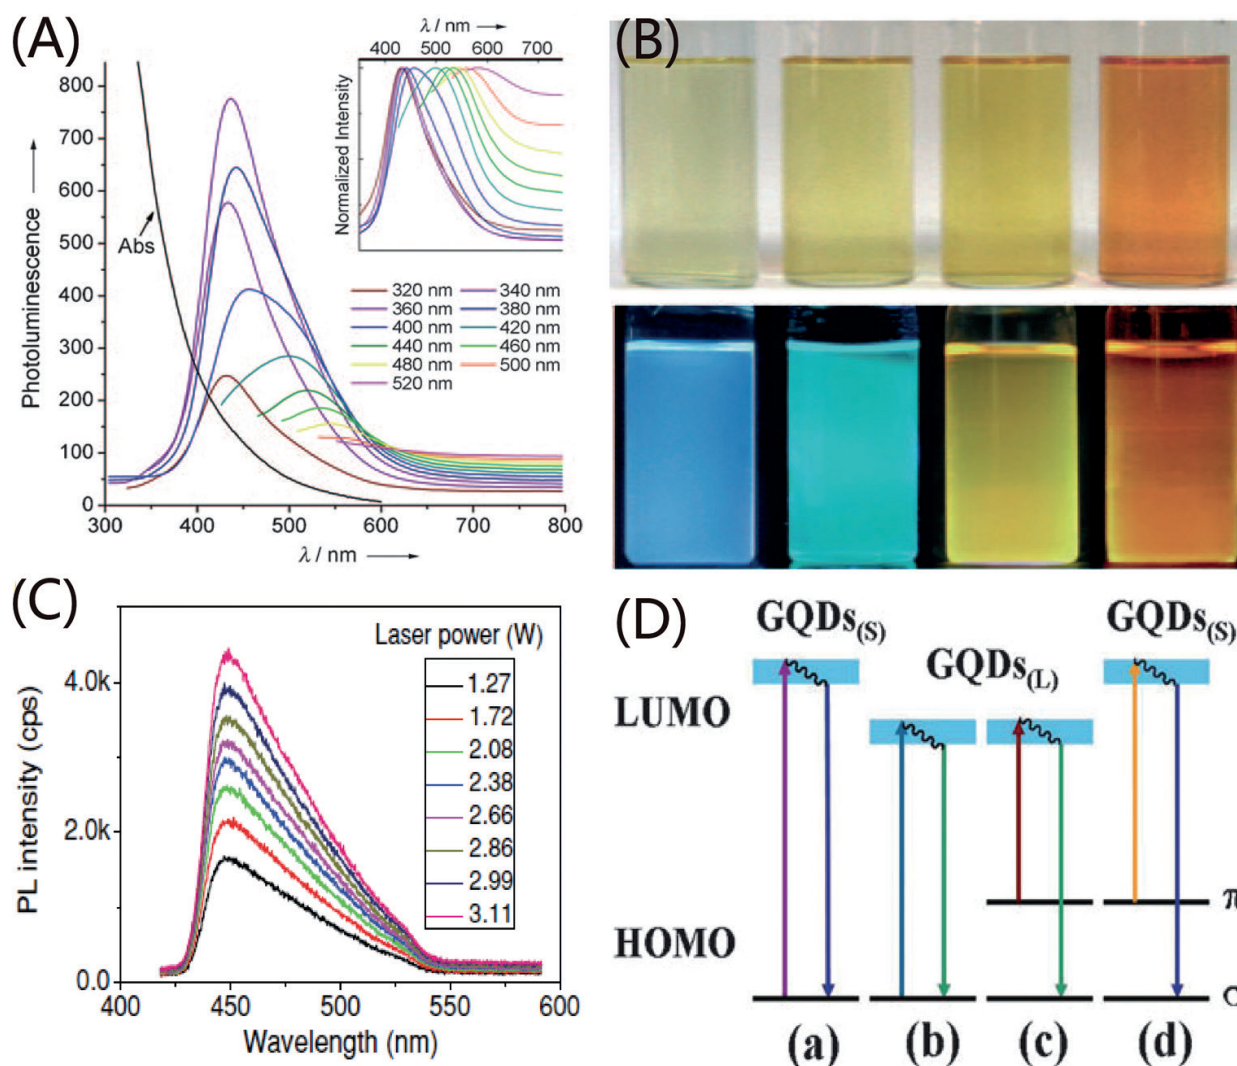 (A)
λ / nm
400 500 600 700
Normalized Intensity
800
700
600
500
400
300
200
100
0
Photoluminescence
Abs
320 nm 340 nm
360 nm 380 nm
400 nm 420 nm
440 nm 460 nm
480 nm 500 nm
520 nm
300 400 500 600 700 800
λ / nm
(B)
(C)
4.0k
2.0k
0.0
PL intensity (cps)
Laser power (W)
1.27
1.72
2.08
2.38
2.66
2.86
2.99
3.11
400 450 500 550 600
Wavelength (nm)
(D)
GQDs(S)
GQDs(L)
GQDs(S)
LUMO
HOMO
π
(a) (b) (c) (d)